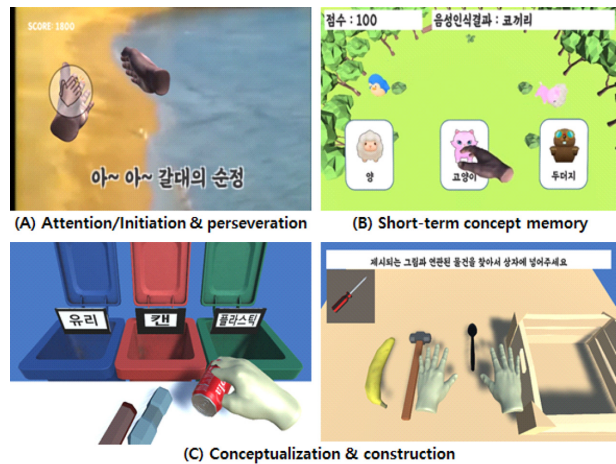 SCORE: 1800
아~ 아~ 갈대의 순정
(A) Attention/Initiation & perseveration
점수 : 100
음성인식결과 : 코끼리
양
고양이
두더지
(B) Short-term concept memory
유리
캔
플라스틱
제시되는 그림과 연관된 물건을 찾아서 상자에 넣어주세요
(C) Conceptualization & construction